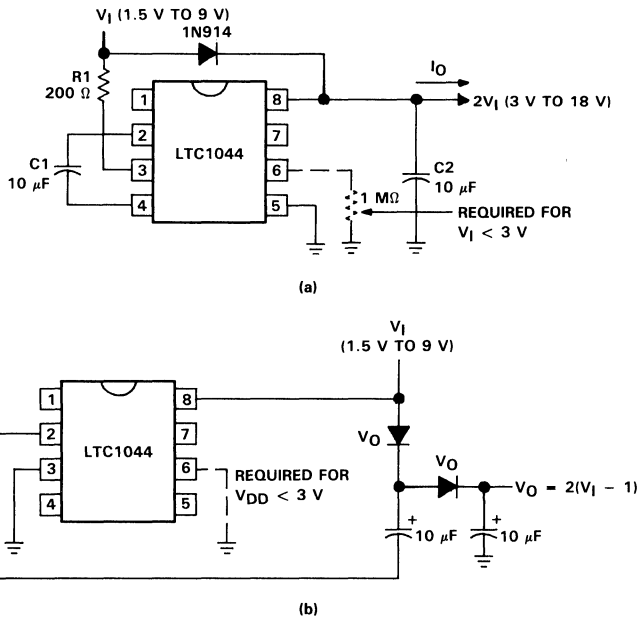 V_I (1.5 V TO 9 V)
1N914
R1
200 Ω
I_O
1
8
2V_I (3 V TO 18 V)
2
7
LTC1044
C1
10 μF
3
6
C2
10 μF
4
5
1 MΩ
REQUIRED FOR
V_I < 3 V
(a)
V_I
(1.5 V TO 9 V)
1
8
2
7
V_O
LTC1044
3
6
REQUIRED FOR
V_DD < 3 V
V_O
V_O = 2(V_I − 1)
4
5
+
10 μF
+
10 μF
(b)